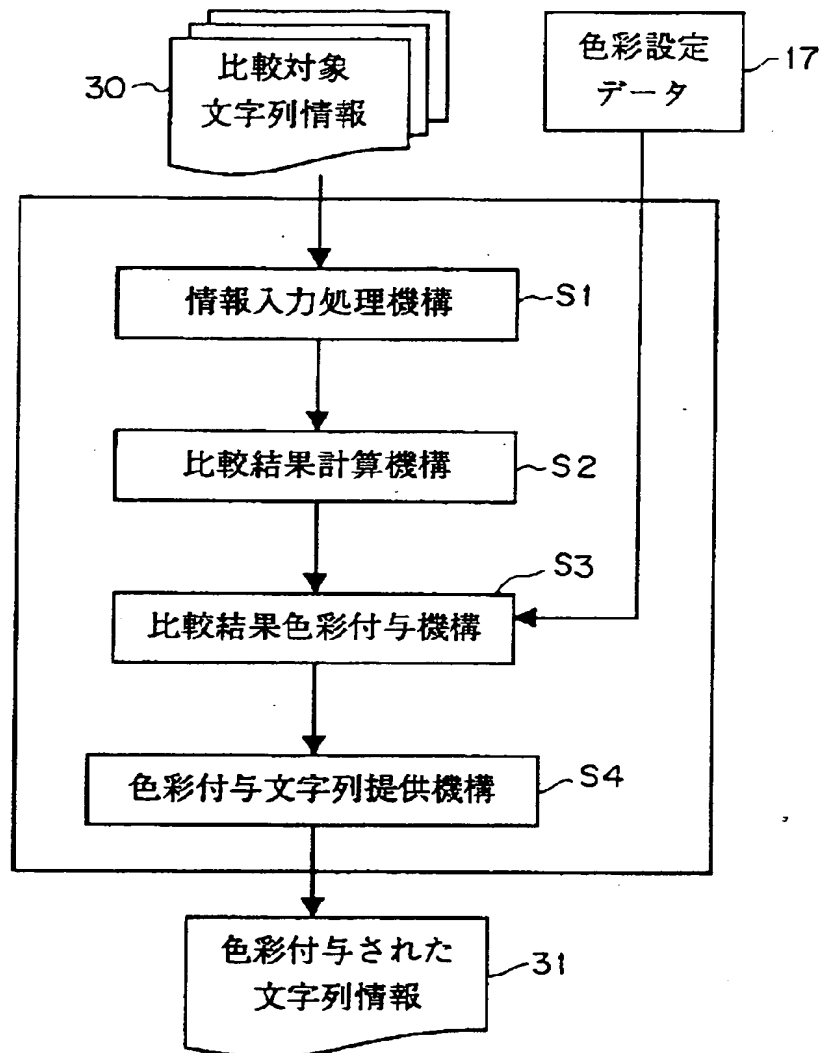 30
比較対象
文字列情報
色彩設定
データ
17
情報入力処理機構
S1
比較結果計算機構
S2
比較結果色彩付与機構
S3
色彩付与文字列提供機構
S4
色彩付与された
文字列情報
31